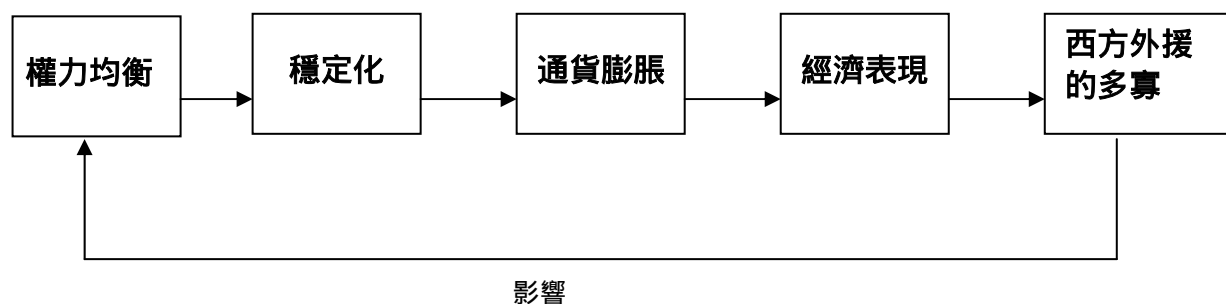 權力均衡
穩定化
通貨膨脹
經濟表現
西方外援
的多寡
影響